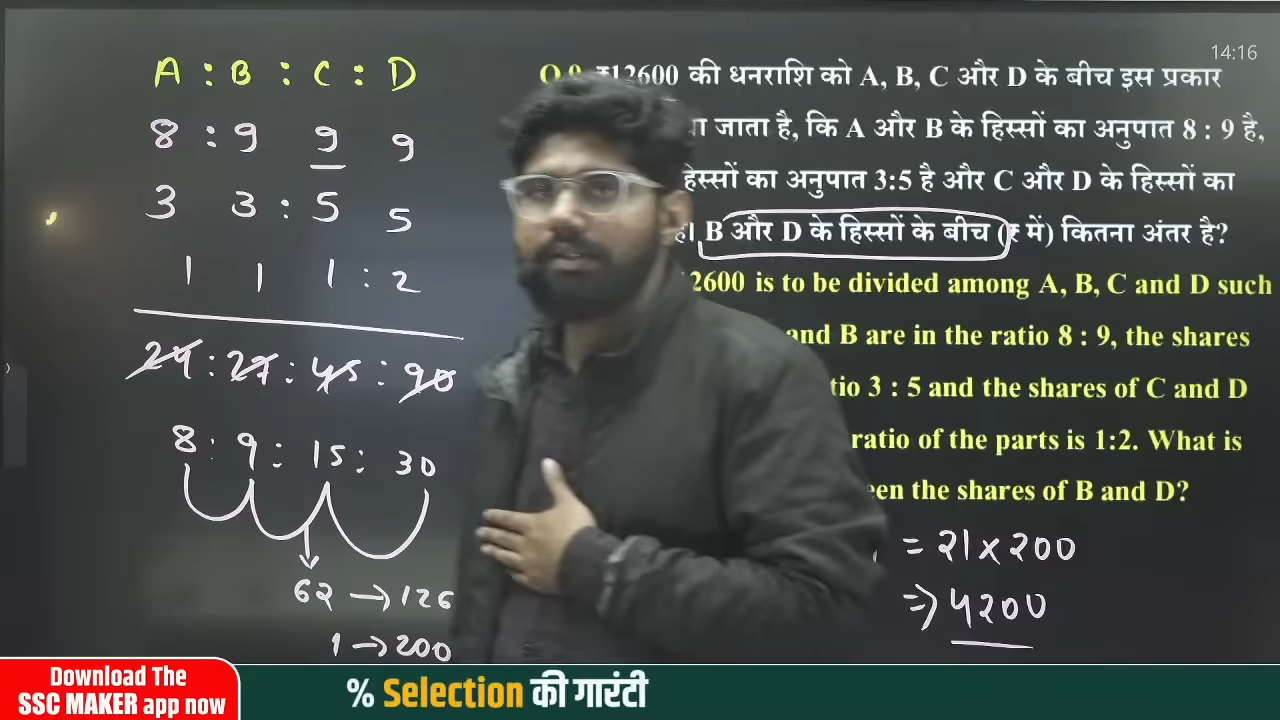 14:16
A : B : C : D
8 : 9 9 9
3 3 : 5 5
1 1 1 : 2
24 : 27 : 45 : 90
8 : 9 : 15 : 30
62 → 126
1 → 200
12600 की धनराशि को A, B, C और D के बीच इस प्रकार
जाता है, कि A और B के हिस्सों का अनुपात 8 : 9 है,
हिस्सों का अनुपात 3:5 है और C और D के हिस्सों का
B और D के हिस्सों के बीच (₹ में) कितना अंतर है?
2600 is to be divided among A, B, C and D such
and B are in the ratio 8 : 9, the shares
3 : 5 and the shares of C and D
ratio of the parts is 1:2. What is
the shares of B and D?
= 21 × 200
⇒ 4200
Download The
SSC MAKER app now
% Selection की गारंटी